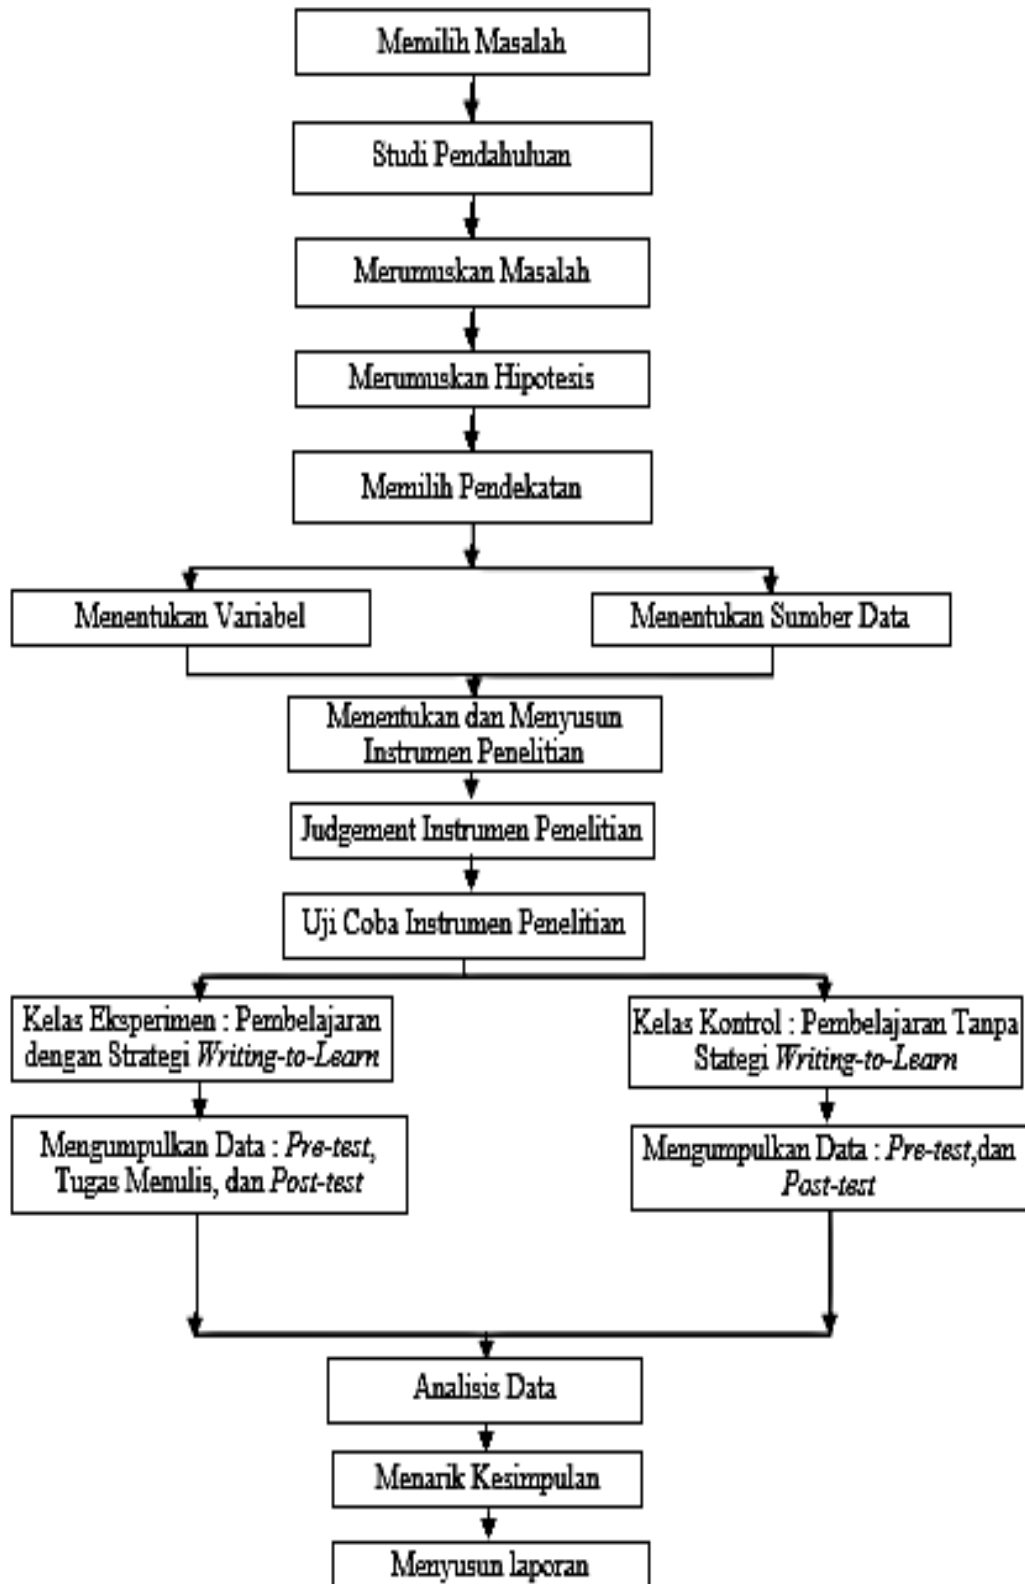 Memilih Masalah
Studi Pendahuluan
Merumuskan Masalah
Merumuskan Hipotesis
Memilih Pendekatan
Menentukan Variabel
Menentukan Sumber Data
Menentukan dan Menyusun
Instrumen Penelitian
Judgement Instrumen Penelitian
Uji Coba Instrumen Penelitian
Kelas Eksperimen : Pembelajaran
dengan Strategi Writing-to-Learn
Kelas Kontrol : Pembelajaran Tanpa
Stategi Writing-to-Learn
Mengumpulkan Data : Pre-test,
Tugas Menulis, dan Post-test
Mengumpulkan Data : Pre-test,dan
Post-test
Analisis Data
Menarik Kesimpulan
Menyusun laporan